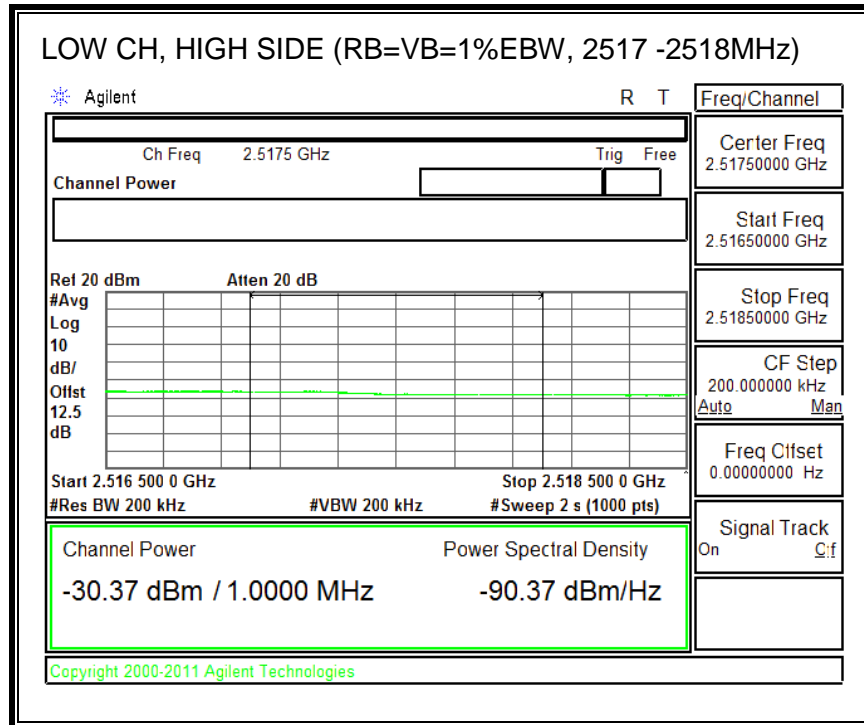 LOW CH, HIGH SIDE (RB=VB=1%EBW, 2517 -2518MHz)
Agilent R T
Freq/Channel
Ch Freq 2.5175 GHz Trig Free
Channel Power
Center Freq
2.51750000 GHz
Start Freq
2.51650000 GHz
Ref 20 dBm Atten 20 dB
#Avg
Log
10
dB/
Offst
12.5
dB
Stop Freq
2.51850000 GHz
CF Step
200.000000 kHz
Auto Man
Freq Offset
0.00000000 Hz
Start 2.516 500 0 GHz Stop 2.518 500 0 GHz
#Res BW 200 kHz #VBW 200 kHz #Sweep 2 s (1000 pts)
Signal Track
On Off
Channel Power Power Spectral Density
-30.37 dBm / 1.0000 MHz -90.37 dBm/Hz
Copyright 2000-2011 Agilent Technologies